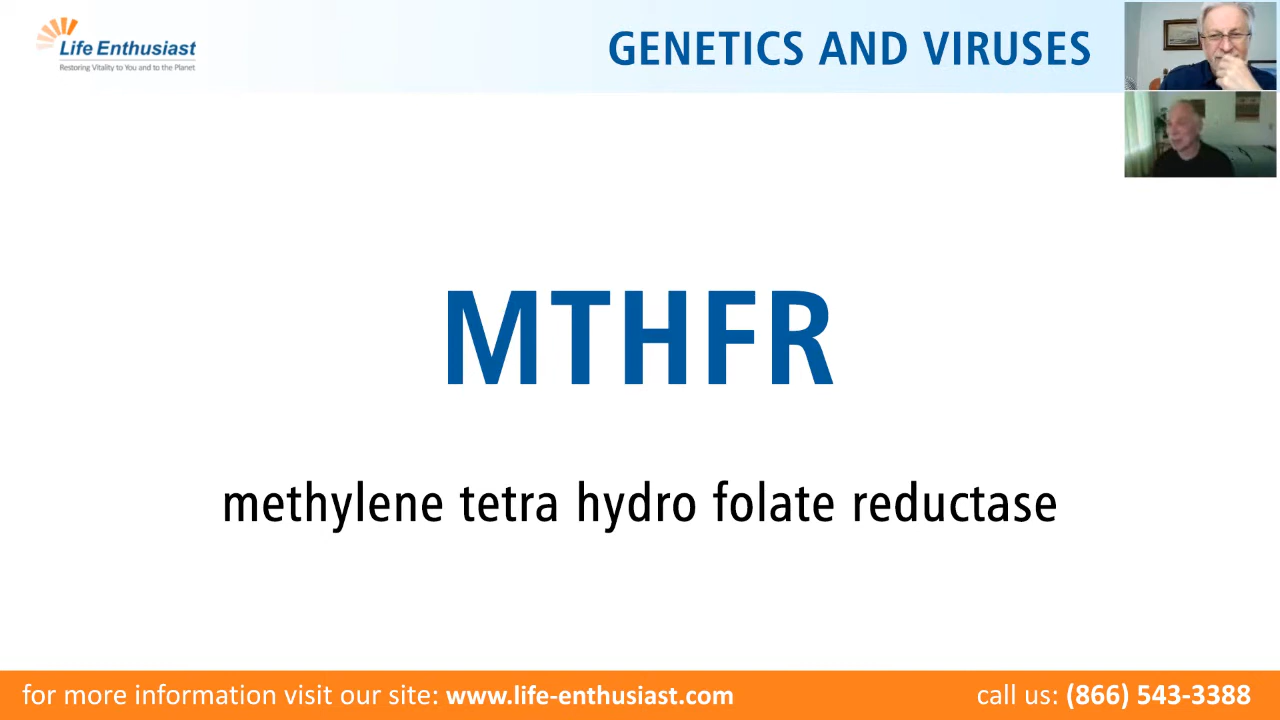 Life Enthusiast
Restoring Vitality to You and to the Planet
GENETICS AND VIRUSES
MTHFR
methylene tetra hydro folate reductase
for more information visit our site: www.life-enthusiast.com
call us: (866) 543-3388